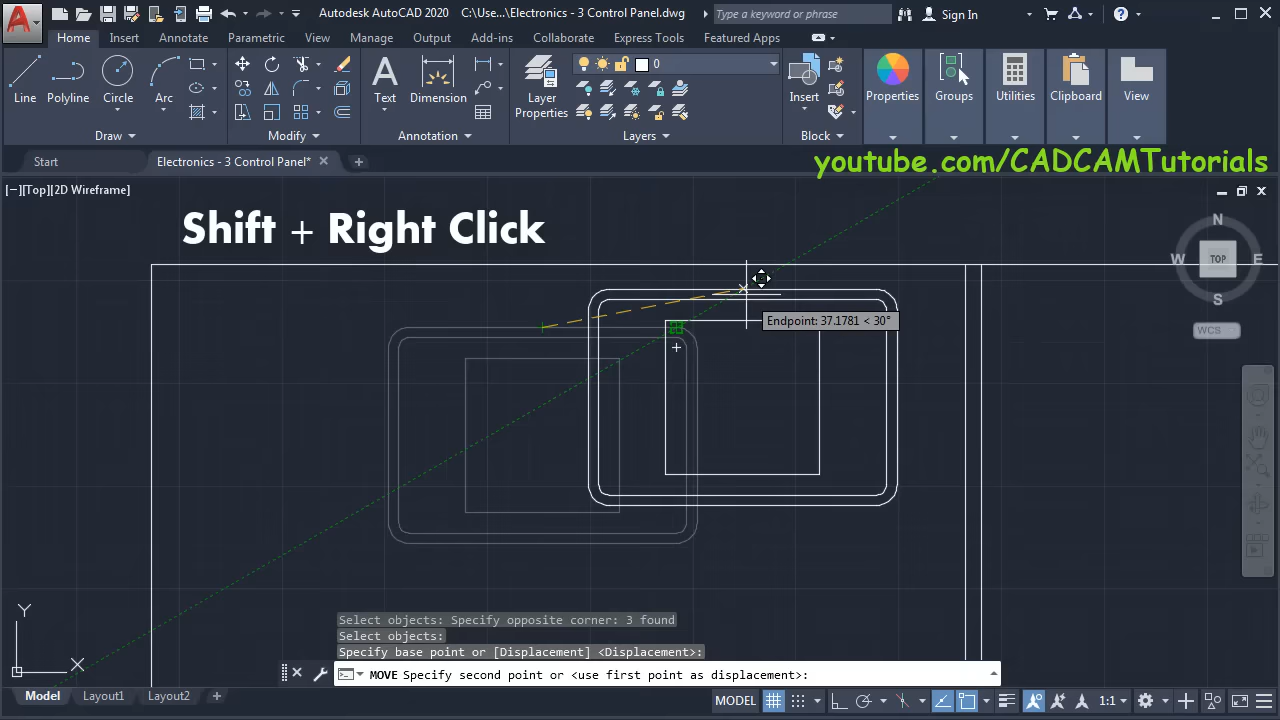 Autodesk AutoCAD 2020 C:\Use...\Electronics - 3 Control Panel.dwg Type a keyword or phrase Sign In
Home Insert Annotate Parametric View Manage Output Add-ins Collaborate Express Tools Featured Apps
0
Line Polyline Circle Arc Text Dimension Layer Properties Insert Properties Groups Utilities Clipboard View
Draw Modify Annotation Layers Block
Start Electronics - 3 Control Panel*
youtube.com/CADCAMTutorials
[−][Top][2D Wireframe]
Shift + Right Click
N
W TOP E
S
WCS
Endpoint: 37.1781 < 30°
Y
X
Select objects: Specify opposite corner: 3 found
Select objects:
Specify base point or [Displacement] <Displacement>:
MOVE Specify second point or <use first point as displacement>:
Model Layout1 Layout2 + MODEL 1:1